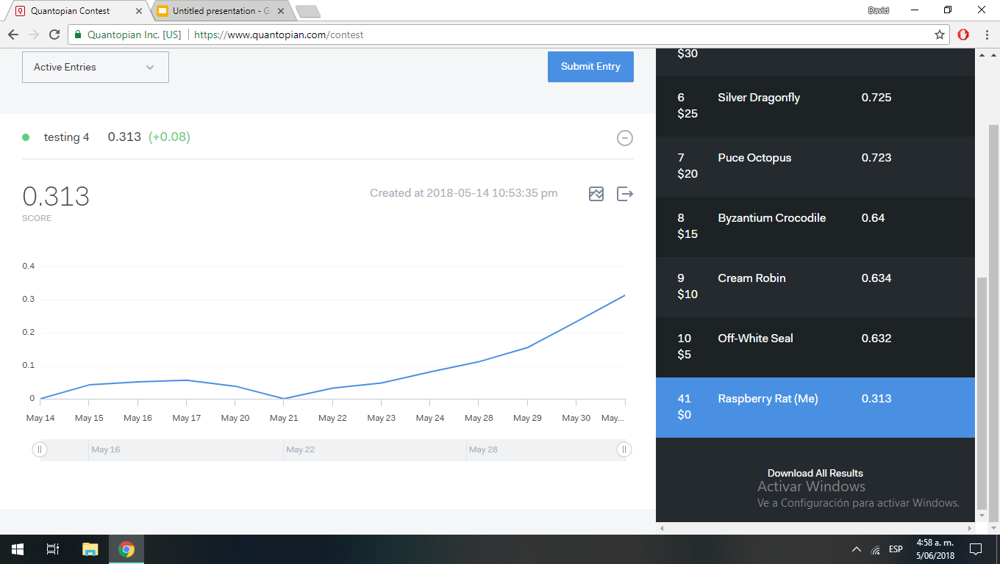 Quantopian Contest
Untitled presentation - G
David
Quantopian Inc. [US]
https://www.quantopian.com/contest
Active Entries
Submit Entry
testing 4
0.313 (+0.08)
0.313
SCORE
Created at 2018-05-14 10:53:35 pm
0.4
0.3
0.2
0.1
0
May 14
May 15
May 16
May 17
May 20
May 21
May 22
May 23
May 24
May 28
May 29
May 30
May...
May 16
May 22
May 28
$30
6 Silver Dragonfly 0.725
$25
7 Puce Octopus 0.723
$20
8 Byzantium Crocodile 0.64
$15
9 Cream Robin 0.634
$10
10 Off-White Seal 0.632
$5
41 Raspberry Rat (Me) 0.313
$0
Download All Results
Activar Windows
Ve a Configuración para activar Windows.
ESP
4:58 a. m.
5/06/2018